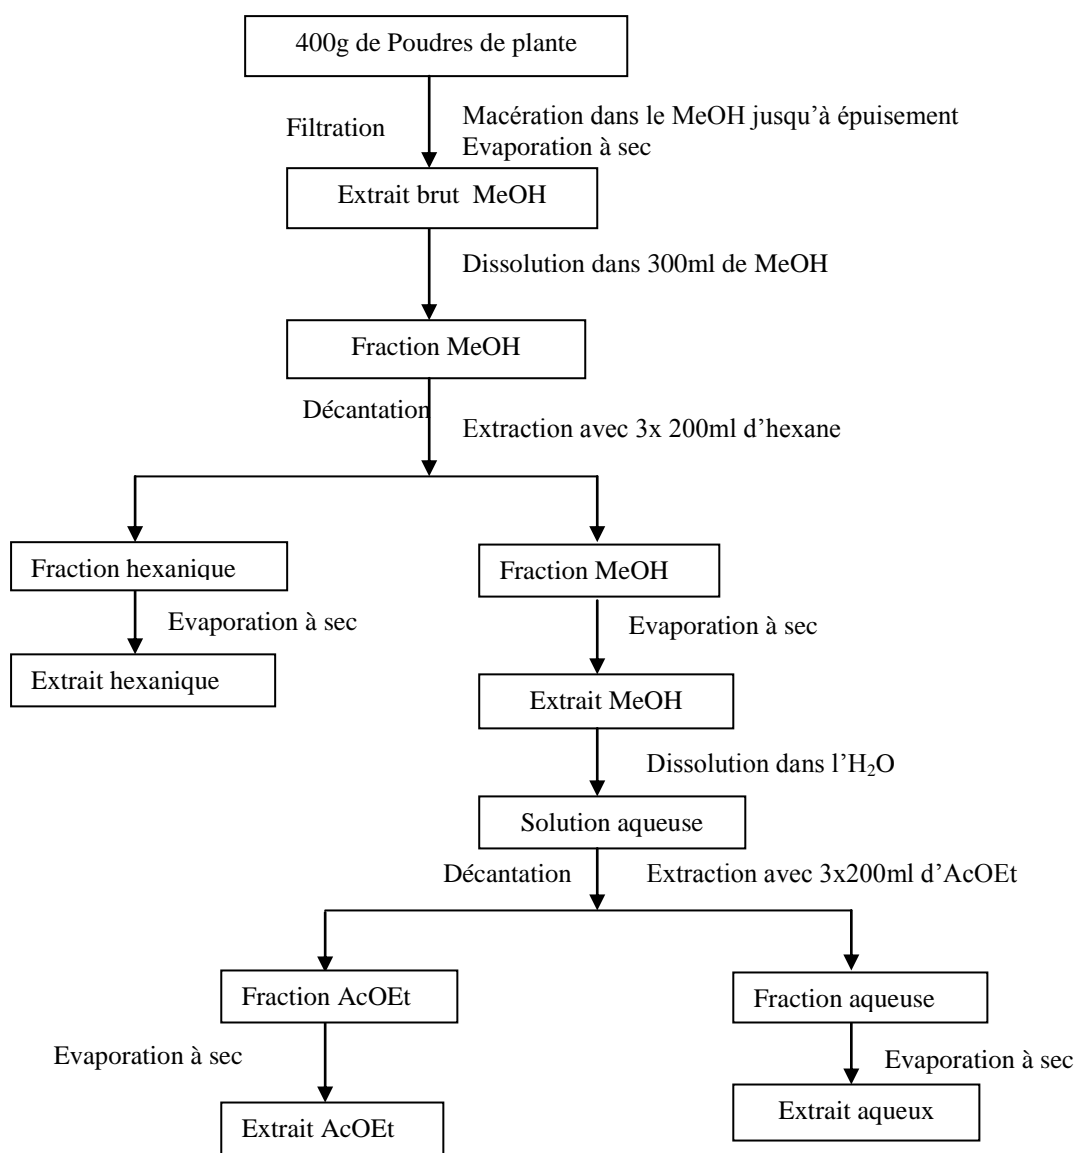 400g de Poudres de plante
Filtration
Macération dans le MeOH jusqu’à épuisement
Evaporation à sec
Extrait brut MeOH
Dissolution dans 300ml de MeOH
Fraction MeOH
Décantation
Extraction avec 3x 200ml d’hexane
Fraction hexanique
Fraction MeOH
Evaporation à sec
Evaporation à sec
Extrait hexanique
Extrait MeOH
Dissolution dans l’H₂O
Solution aqueuse
Décantation
Extraction avec 3x200ml d’AcOEt
Fraction AcOEt
Fraction aqueuse
Evaporation à sec
Evaporation à sec
Extrait AcOEt
Extrait aqueux